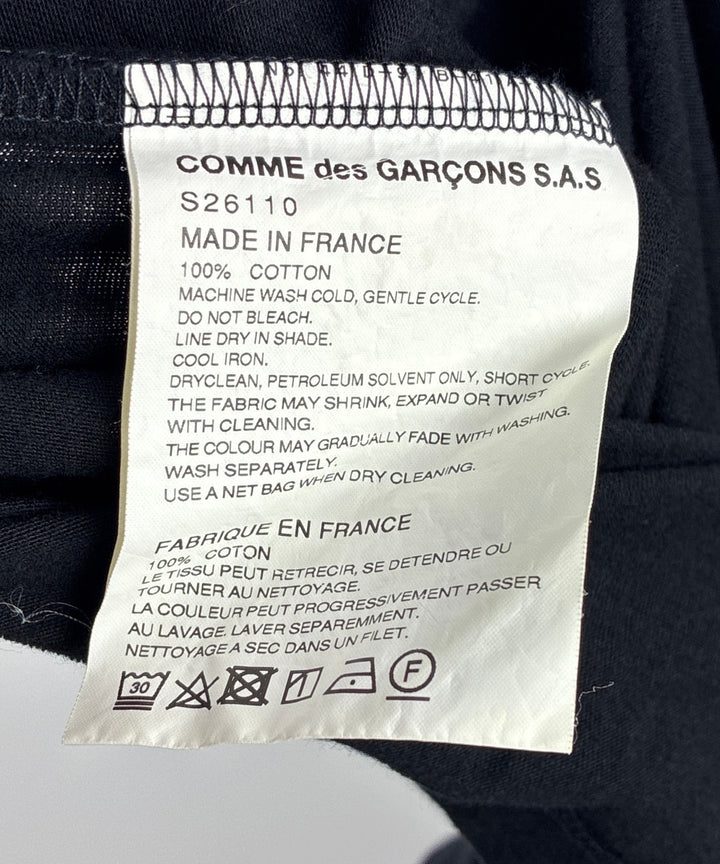 COMME des GARÇONS S.A.S
S26110
MADE IN FRANCE
100% COTTON
MACHINE WASH COLD, GENTLE CYCLE.
DO NOT BLEACH.
LINE DRY IN SHADE.
COOL IRON.
DRYCLEAN, PETROLEUM SOLVENT ONLY, SHORT CYCLE.
THE FABRIC MAY SHRINK, EXPAND OR TWIST
WITH CLEANING.
THE COLOUR MAY GRADUALLY FADE WITH WASHING.
WASH SEPARATELY.
USE A NET BAG WHEN DRY CLEANING.
FABRIQUE EN FRANCE
100% COTON
LE TISSU PEUT RETRECIR, SE DETENDRE OU
TOURNER AU NETTOYAGE.
LA COULEUR PEUT PROGRESSIVEMENT PASSER
AU LAVAGE. LAVER SEPAREMMENT.
NETTOYAGE A SEC DANS UN FILET.
30 F